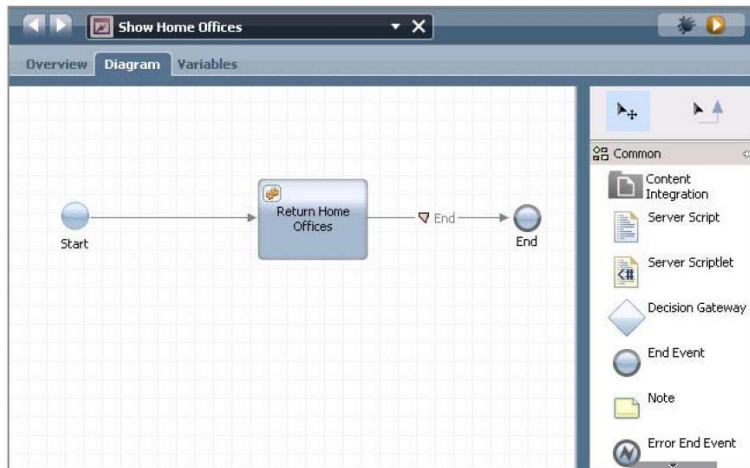 Show Home Offices
Overview Diagram Variables
Common
Start
Return Home
Offices
End
End
Content
Integration
Server Script
Server Scriptlet
Decision Gateway
End Event
Note
Error End Event